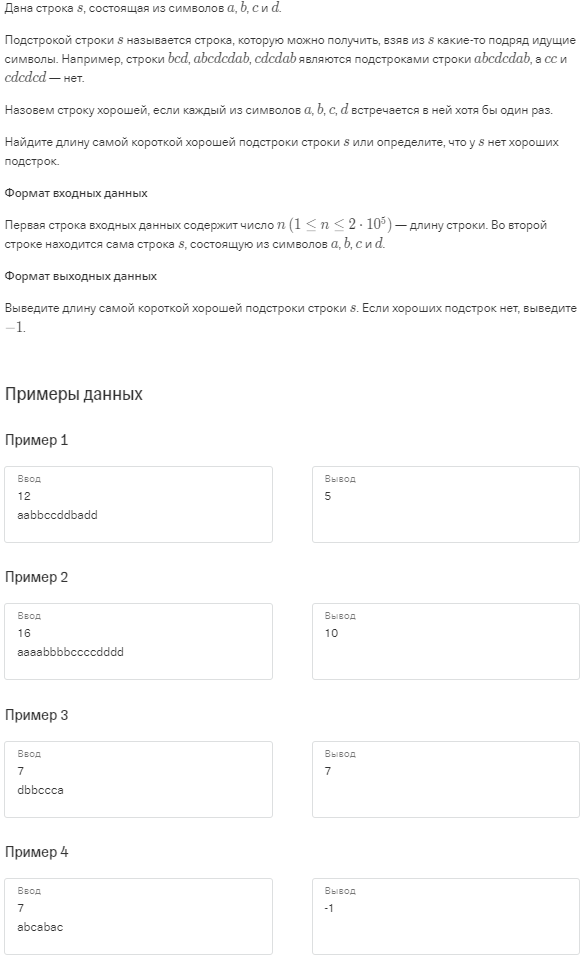 Дана строка s, состоящая из символов a, b, c и d.
Подстрокой строки s называется строка, которую можно получить, взяв из s какие-то подряд идущие
символы. Например, строки bcd, abcdcdab, cdcdab являются подстроками строки abcdcdab, а cc и
cdcdcd — нет.
Назовем строку хорошей, если каждый из символов a, b, c, d встречается в ней хотя бы один раз.
Найдите длину самой короткой хорошей подстроки строки s или определите, что у s нет хороших
подстрок.
Формат входных данных
Первая строка входных данных содержит число n (1 ≤ n ≤ 2 · 10⁵) — длину строки. Во второй
строке находится сама строка s, состоящую из символов a, b, c и d.
Формат выходных данных
Выведите длину самой короткой хорошей подстроки строки s. Если хороших подстрок нет, выведите
−1.
Примеры данных
Пример 1
Ввод
12
aabbccddbadd
Вывод
5
Пример 2
Ввод
16
aaaabbbbccccdddd
Вывод
10
Пример 3
Ввод
7
dbbccca
Вывод
7
Пример 4
Ввод
7
abcabac
Вывод
-1